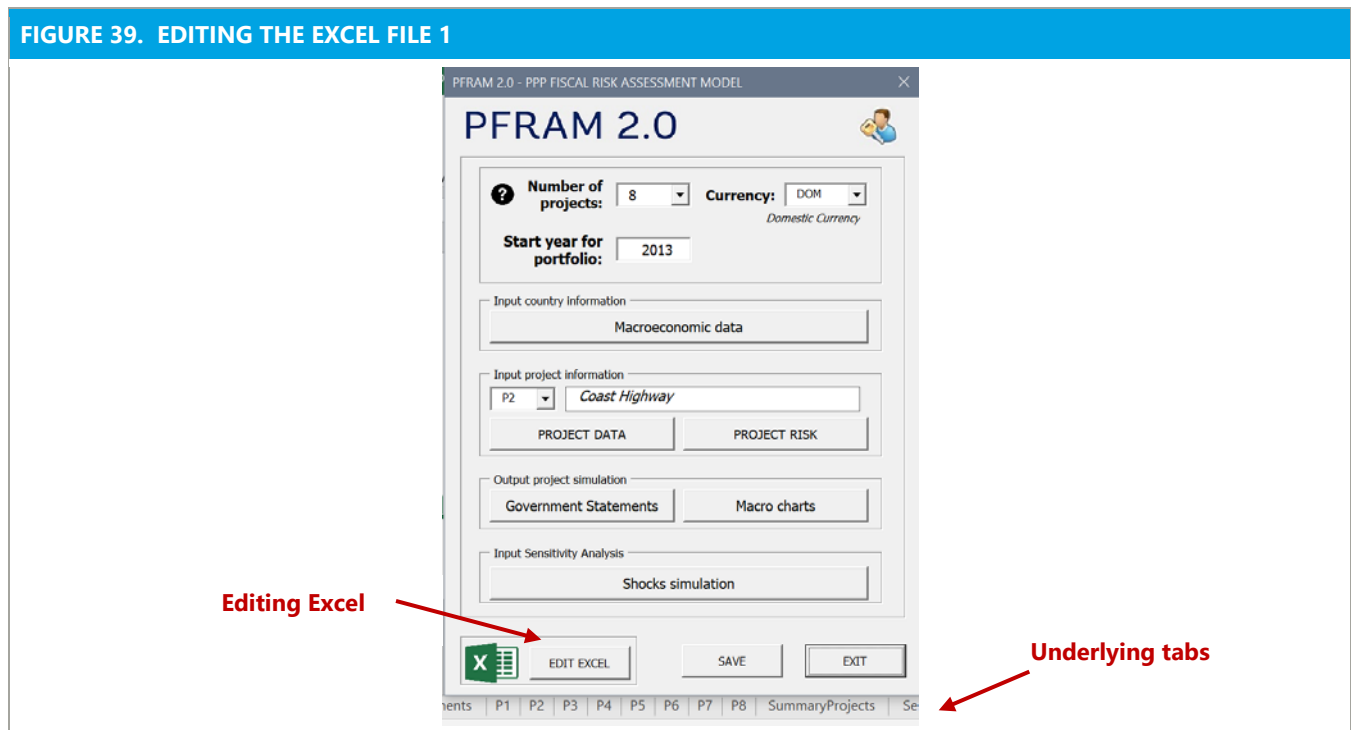 FIGURE 39. EDITING THE EXCEL FILE 1
PFRAM 2.0 - PPP FISCAL RISK ASSESSMENT MODEL
PFRAM 2.0
Number of projects: 8 Currency: DOM
Domestic Currency
Start year for portfolio: 2013
Input country information
Macroeconomic data
Input project information
P2 Coast Highway
PROJECT DATA PROJECT RISK
Output project simulation
Government Statements Macro charts
Input Sensitivity Analysis
Shocks simulation
Editing Excel
EDIT EXCEL SAVE EXIT
Underlying tabs
ents P1 P2 P3 P4 P5 P6 P7 P8 SummaryProjects Se